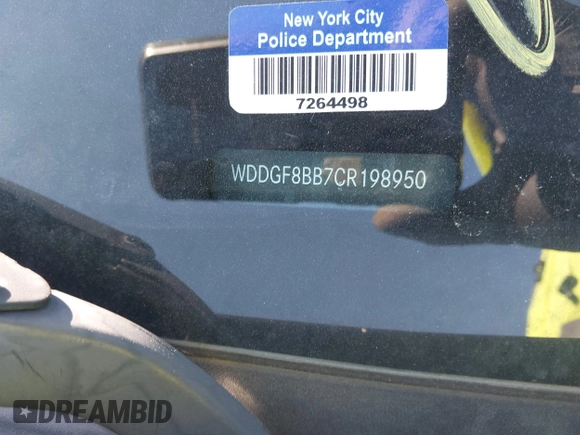 New York City
Police Department
7264498
WDDGF8BB7CR198950
DREAMBID